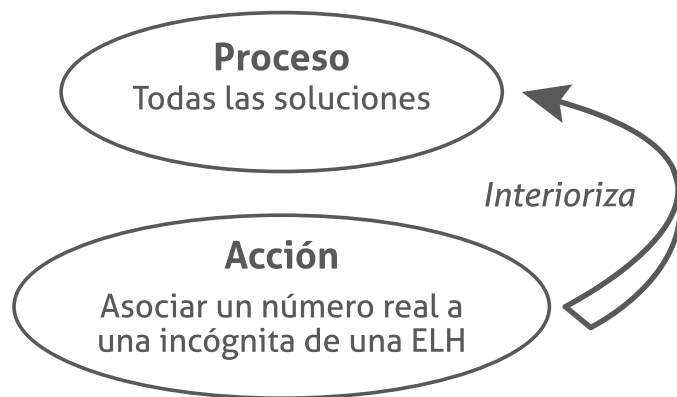 Proceso
Todas las soluciones
Interioriza
Acción
Asociar un número real a
una incógnita de una ELH